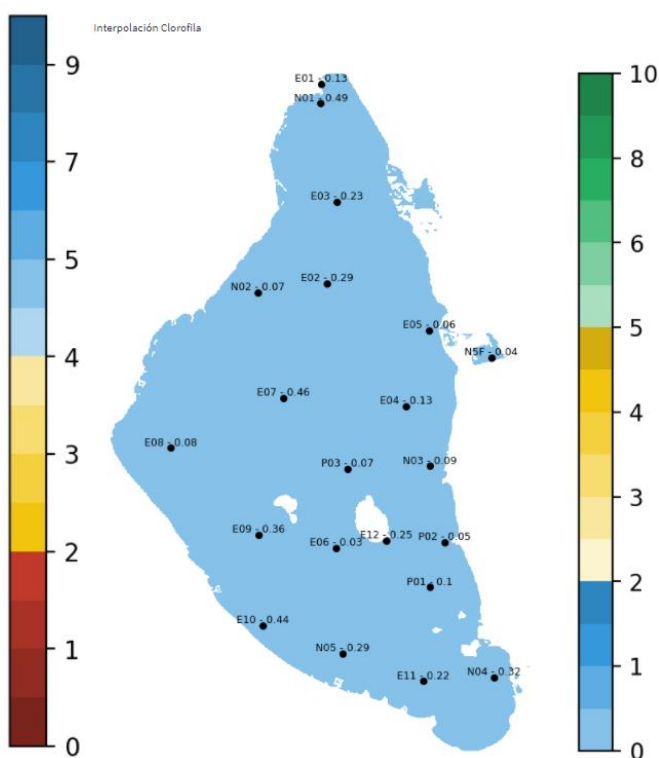 Interpolación Clorofila
9
7
5
4
3
2
1
0
E01 - 0.13
N01 - 0.49
E03 - 0.23
E02 - 0.29
N02 - 0.07
E05 - 0.06
N5F - 0.04
E07 - 0.46
E04 - 0.13
E08 - 0.08
P03 - 0.07
N03 - 0.09
E09 - 0.36
E06 - 0.03
E12 - 0.25
P02 - 0.05
P01 - 0.1
E10 - 0.44
N05 - 0.29
E11 - 0.22
N04 - 0.32
10
8
6
5
4
3
2
1
0